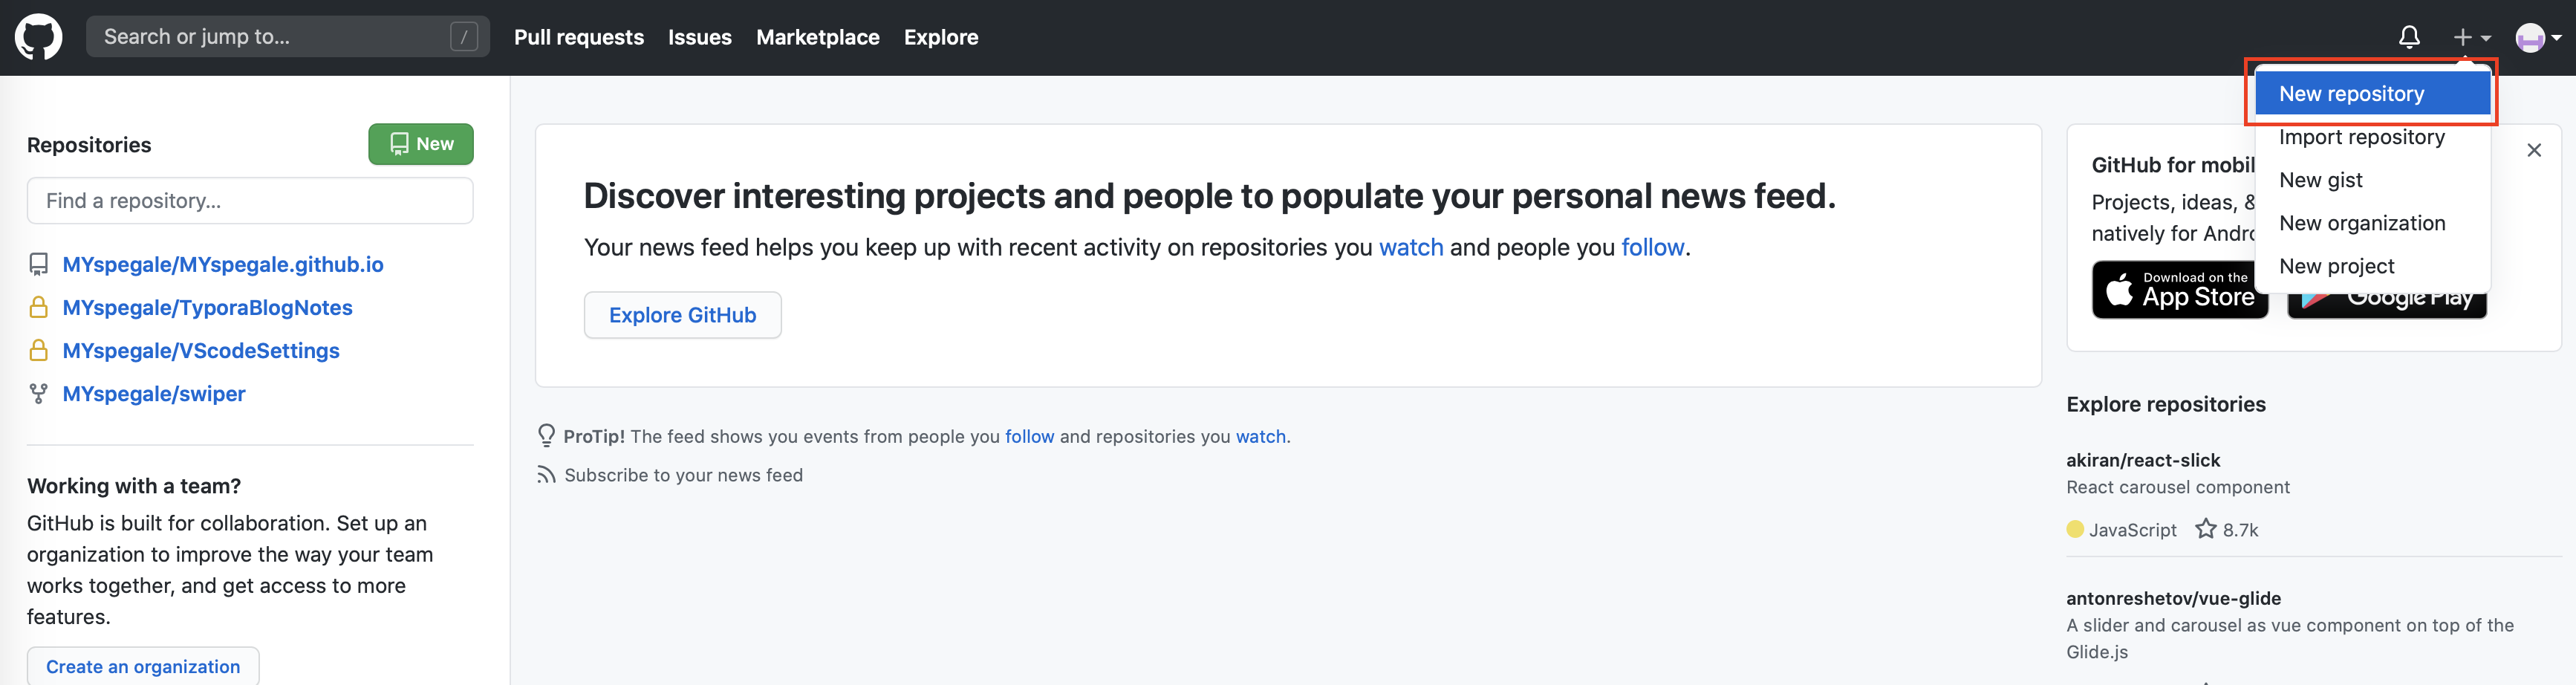 Search or jump to...
/
Pull requests
Issues
Marketplace
Explore
New repository
Import repository
New gist
New organization
New project
Repositories
New
Find a repository...
MYspegale/MYspegale.github.io
MYspegale/TyporaBlogNotes
MYspegale/VScodeSettings
MYspegale/swiper
Working with a team?
GitHub is built for collaboration. Set up an
organization to improve the way your team
works together, and get access to more
features.
Create an organization
Discover interesting projects and people to populate your personal news feed.
Your news feed helps you keep up with recent activity on repositories you watch and people you follow.
Explore GitHub
ProTip! The feed shows you events from people you follow and repositories you watch.
Subscribe to your news feed
GitHub for mobil
Projects, ideas, &
natively for Andro
Download on the
App Store
Google Play
Explore repositories
akiran/react-slick
React carousel component
JavaScript 8.7k
antonreshetov/vue-glide
A slider and carousel as vue component on top of the
Glide.js